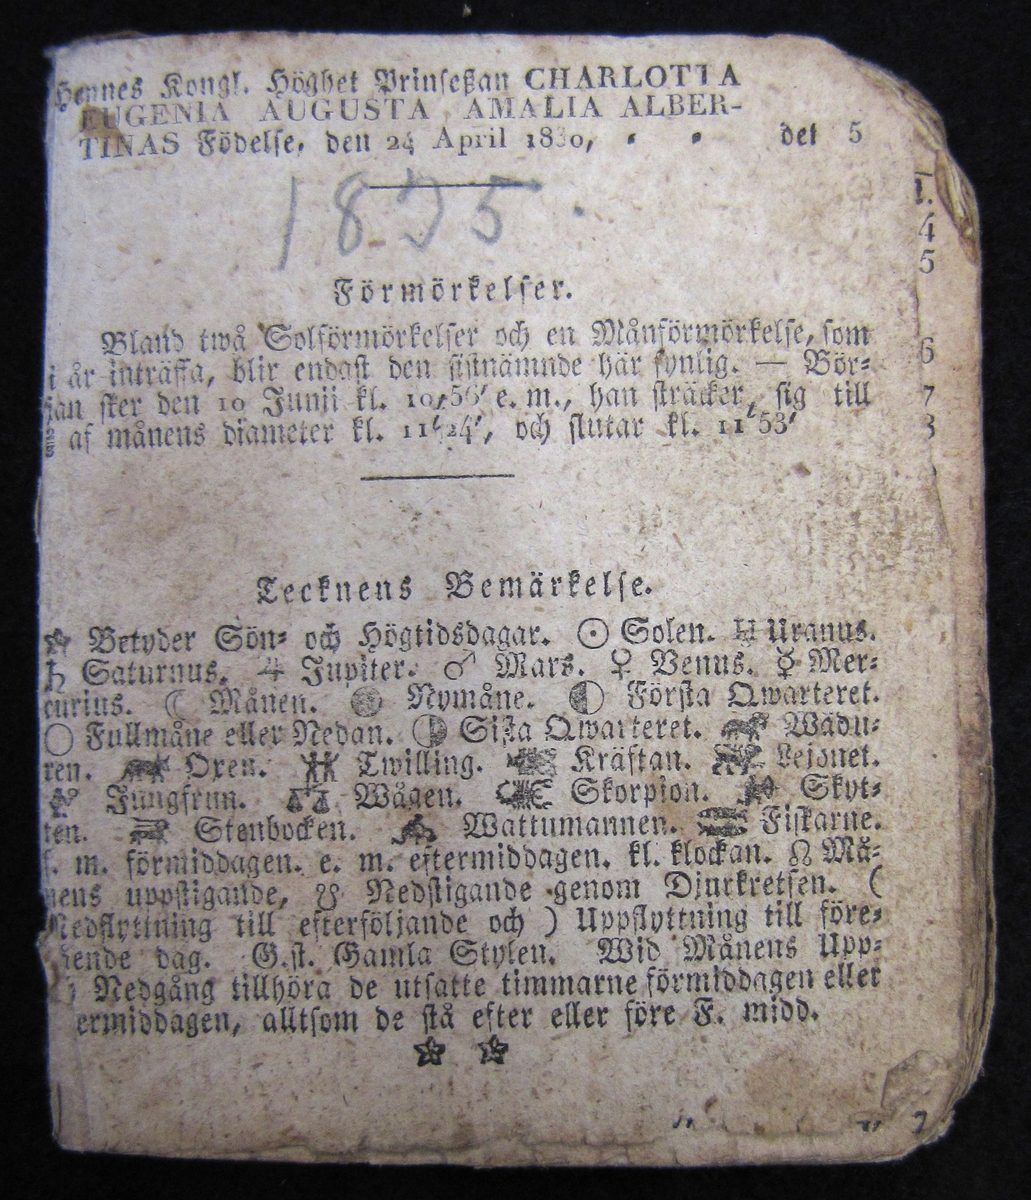 Hennes Kongl. Höghet Prinseßan CHARLOTTA
EUGENIA AUGUSTA AMALIA ALBER-
TINAS Födelse, den 24 April 1830, det 5
1835
Förmörkelser.
Bland twå Solförmörkelser och en Månförmörkelse, som
i år inträffa, blir endast den sistnämnde här synlig. — Bör-
jan sker den 10 Junii kl. 10,56′ e. m., han sträcker sig till
af månens diameter kl. 11′24′, och slutar kl. 11′53′
Tecknens Bemärkelse.
Betyder Sön- och Högtidsdagar. ☉ Solen. ♅ Uranus.
♄ Saturnus. ♃ Jupiter. ♂ Mars. ♀ Venus. ☿ Mer-
curius. ☾ Månen. Nymåne. Första Qwarteret.
Fullmåne eller Nedan. Sista Qwarteret. Wädu-
ren. Oxen. Twilling. Kräftan. Lejonet.
Jungfrun. Wågen. Skorpion. Skyt-
ten. Stenbocken. Wattumannen. Fiskarne.
f. m. förmiddagen. e. m. eftermiddagen. kl. klockan. ☊ Må-
nens uppstigande, ☋ Nedstigande genom Djurkretsen. (
Nedflyttning till efterföljande och ) Uppflyttning till före-
gående dag. G.st. Gamla Stylen. Wid Månens Upp-
Nedgång tillhöra de utsatte timmarne förmiddagen eller
ermiddagen, alltsom de stå efter eller före F. midd.
1.
4
5
6
7
8